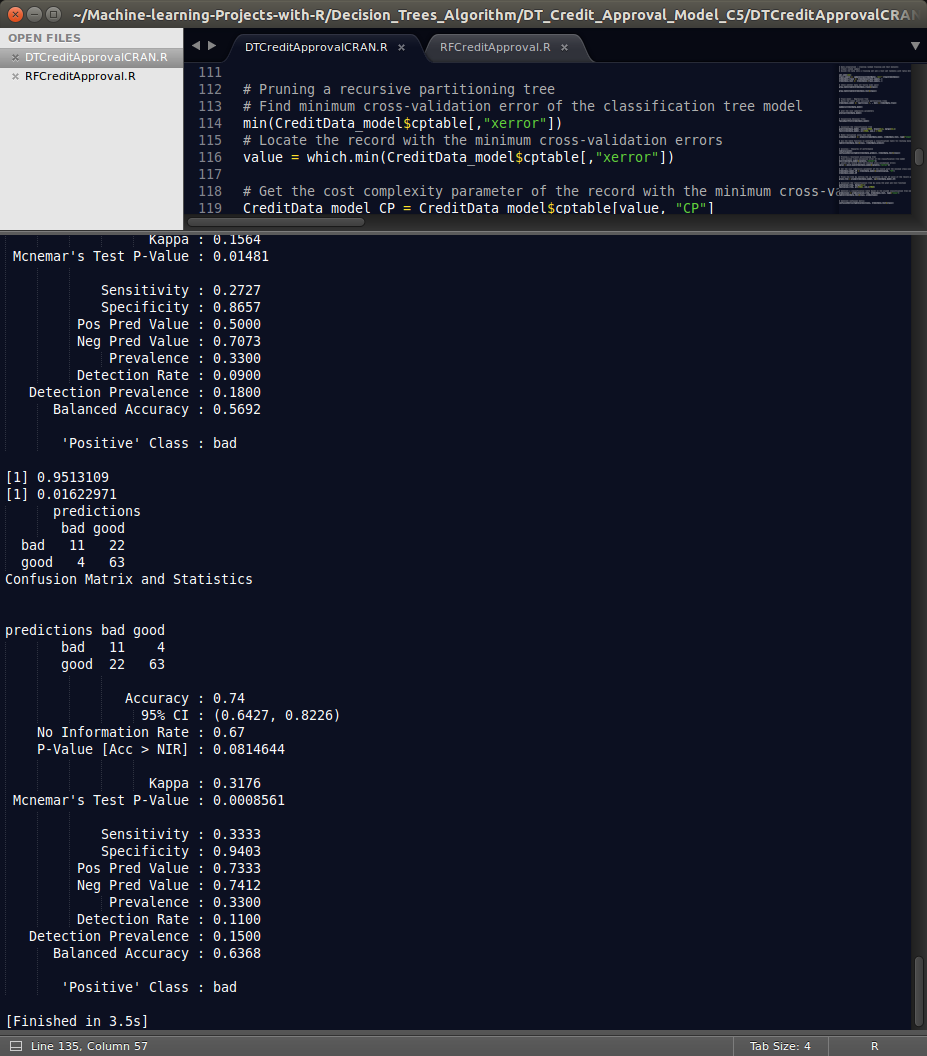 ~/Machine-learning-Projects-with-R/Decision_Trees_Algorithm/DT_Credit_Approval_Model_C5/DTCreditApprovalCRAN
OPEN FILES
DTCreditApprovalCRAN.R
RFCreditApproval.R
DTCreditApprovalCRAN.R
RFCreditApproval.R
111
112 # Pruning a recursive partitioning tree
113 # Find minimum cross-validation error of the classification tree model
114 min(CreditData_model$cptable[,"xerror"])
115 # Locate the record with the minimum cross-validation errors
116 value = which.min(CreditData_model$cptable[,"xerror"])
117
118 # Get the cost complexity parameter of the record with the minimum cross-v
119 CreditData_model_CP = CreditData_model$cptable[value, "CP"]
Kappa : 0.1564
Mcnemar's Test P-Value : 0.01481
Sensitivity : 0.2727
Specificity : 0.8657
Pos Pred Value : 0.5000
Neg Pred Value : 0.7073
Prevalence : 0.3300
Detection Rate : 0.0900
Detection Prevalence : 0.1800
Balanced Accuracy : 0.5692
'Positive' Class : bad
[1] 0.9513109
[1] 0.01622971
predictions
bad good
bad 11 22
good 4 63
Confusion Matrix and Statistics
predictions bad good
bad 11 4
good 22 63
Accuracy : 0.74
95% CI : (0.6427, 0.8226)
No Information Rate : 0.67
P-Value [Acc > NIR] : 0.0814644
Kappa : 0.3176
Mcnemar's Test P-Value : 0.0008561
Sensitivity : 0.3333
Specificity : 0.9403
Pos Pred Value : 0.7333
Neg Pred Value : 0.7412
Prevalence : 0.3300
Detection Rate : 0.1100
Detection Prevalence : 0.1500
Balanced Accuracy : 0.6368
'Positive' Class : bad
[Finished in 3.5s]
Line 135, Column 57
Tab Size: 4
R